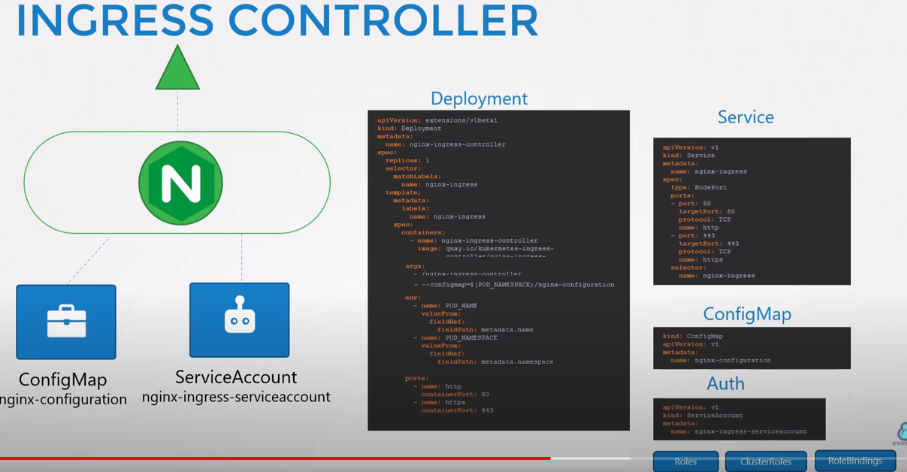 INGRESS CONTROLLER
N
ConfigMap
nginx-configuration
ServiceAccount
nginx-ingress-serviceaccount
Deployment
apiVersion: extensions/v1beta1
kind: Deployment
metadata:
name: nginx-ingress-controller
spec:
replicas: 1
selector:
matchLabels:
name: nginx-ingress
template:
metadata:
labels:
name: nginx-ingress
spec:
containers:
- name: nginx-ingress-controller
image: quay.io/kubernetes-ingress-
controller/nginx-ingress-
args:
- /nginx-ingress-controller
- --configmap=$(POD_NAMESPACE)/nginx-configuration
env:
- name: POD_NAME
valueFrom:
fieldRef:
fieldPath: metadata.name
- name: POD_NAMESPACE
valueFrom:
fieldRef:
fieldPath: metadata.namespace
ports:
- name: http
containerPort: 80
- name: https
containerPort: 443
Service
apiVersion: v1
kind: Service
metadata:
name: nginx-ingress
spec:
type: NodePort
ports:
- port: 80
targetPort: 80
protocol: TCP
name: http
- port: 443
targetPort: 443
protocol: TCP
name: https
selector:
name: nginx-ingress
ConfigMap
kind: ConfigMap
apiVersion: v1
metadata:
name: nginx-configuration
Auth
apiVersion: v1
kind: ServiceAccount
metadata:
name: nginx-ingress-serviceaccount
Roles
ClusterRoles
RoleBindings